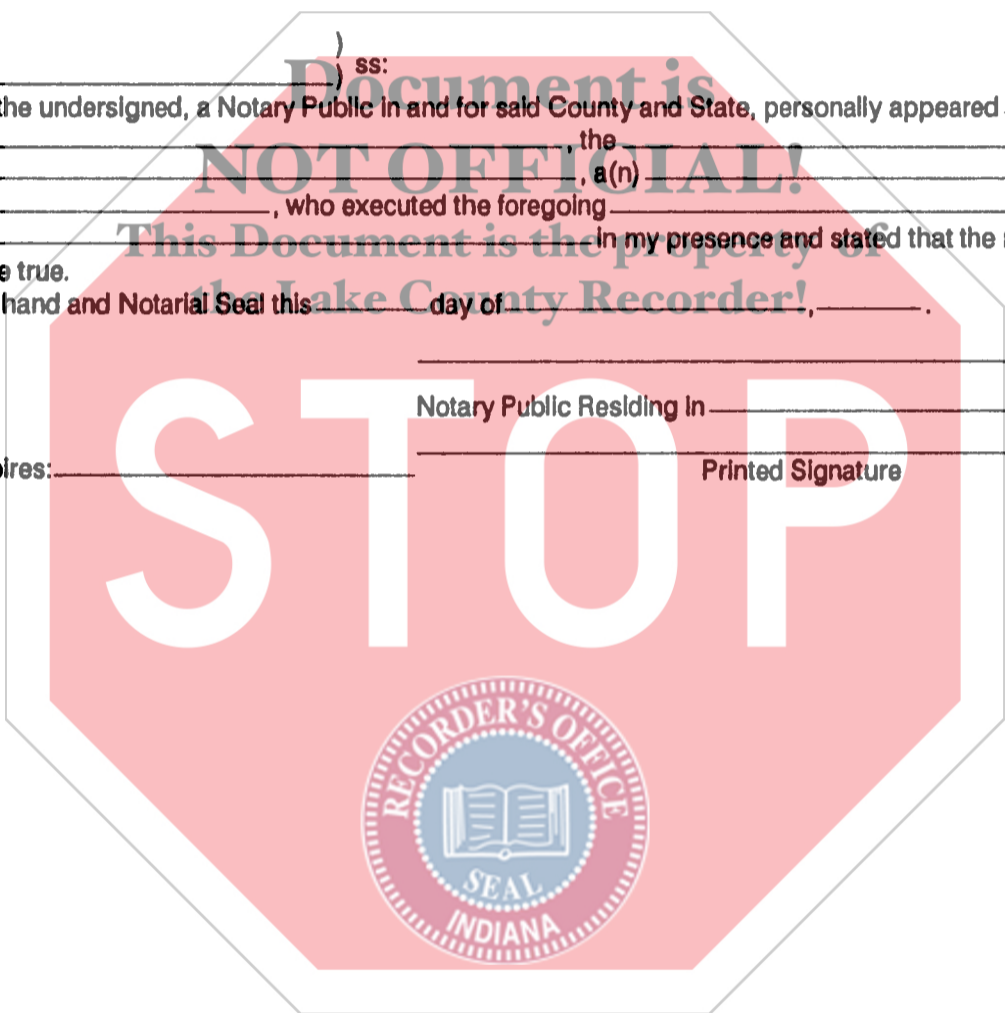 )
) ss:
Document is
the undersigned, a Notary Public in and for said County and State, personally appeared
, the
NOT OFFICIAL!
, a(n)
, who executed the foregoing
This Document is the property of
in my presence and stated that the
e true.
the Lake County Recorder!
hand and Notarial Seal this day of , .
Notary Public Residing in
ires:
Printed Signature
STOP
RECORDER'S OFFICE
SEAL
INDIANA